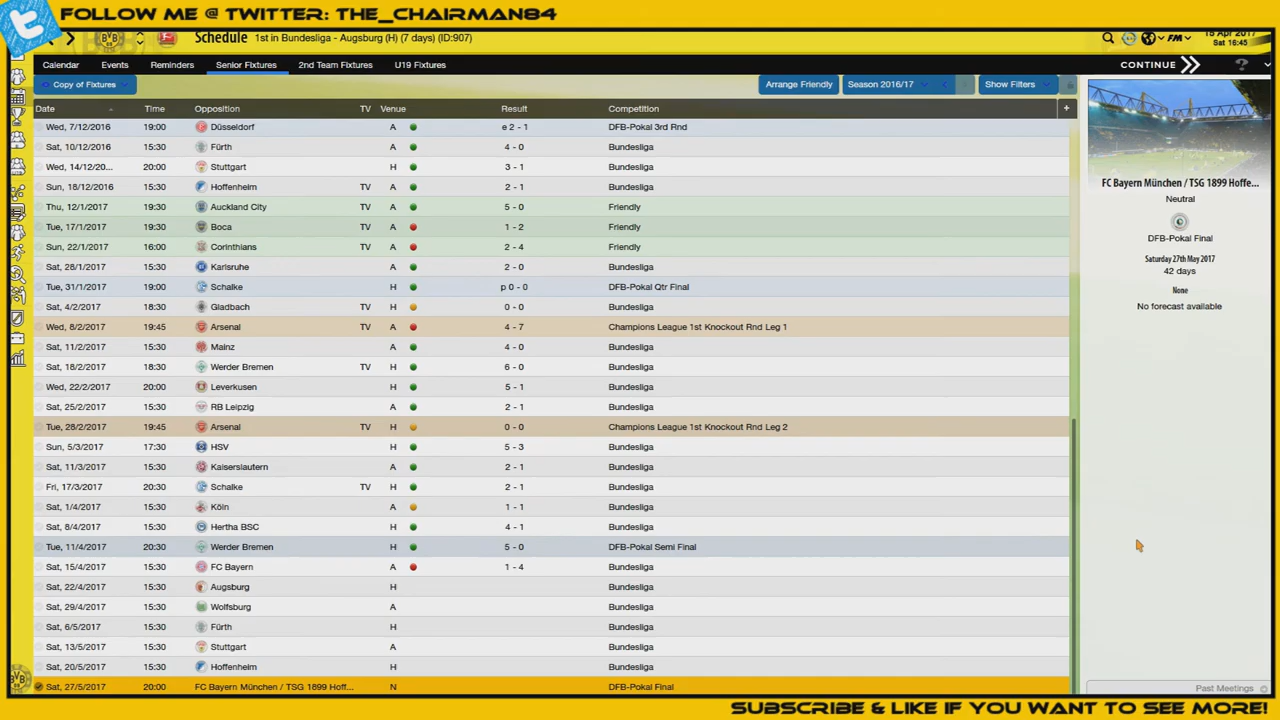 FOLLOW ME @ TWITTER: THE_CHAIRMAN84
Schedule 1st in Bundesliga - Augsburg (H) (7 days) (ID:907) FM 15 Apr 2017
Sat 16:45
Calendar Events Reminders Senior Fixtures 2nd Team Fixtures U19 Fixtures CONTINUE
Copy of Fixtures Arrange Friendly Season 2016/17 Show Filters
Date Time Opposition TV Venue Result Competition
Wed, 7/12/2016 19:00 Düsseldorf A e 2 - 1 DFB-Pokal 3rd Rnd
Sat, 10/12/2016 15:30 Fürth A 4 - 0 Bundesliga
Wed, 14/12/20... 20:00 Stuttgart H 3 - 1 Bundesliga
Sun, 18/12/2016 15:30 Hoffenheim TV A 2 - 1 Bundesliga
Thu, 12/1/2017 19:30 Auckland City TV A 5 - 0 Friendly
Tue, 17/1/2017 19:30 Boca TV A 1 - 2 Friendly
Sun, 22/1/2017 16:00 Corinthians TV A 2 - 4 Friendly
Sat, 28/1/2017 15:30 Karlsruhe A 2 - 0 Bundesliga
Tue, 31/1/2017 19:00 Schalke H p 0 - 0 DFB-Pokal Qtr Final
Sat, 4/2/2017 18:30 Gladbach TV H 0 - 0 Bundesliga
Wed, 8/2/2017 19:45 Arsenal TV A 4 - 7 Champions League 1st Knockout Rnd Leg 1
Sat, 11/2/2017 15:30 Mainz A 4 - 0 Bundesliga
Sat, 18/2/2017 18:30 Werder Bremen TV H 6 - 0 Bundesliga
Wed, 22/2/2017 20:00 Leverkusen H 5 - 1 Bundesliga
Sat, 25/2/2017 15:30 RB Leipzig A 2 - 1 Bundesliga
Tue, 28/2/2017 19:45 Arsenal TV H 0 - 0 Champions League 1st Knockout Rnd Leg 2
Sun, 5/3/2017 17:30 HSV H 5 - 3 Bundesliga
Sat, 11/3/2017 15:30 Kaiserslautern A 2 - 1 Bundesliga
Fri, 17/3/2017 20:30 Schalke TV H 2 - 1 Bundesliga
Sat, 1/4/2017 15:30 Köln A 1 - 1 Bundesliga
Sat, 8/4/2017 15:30 Hertha BSC H 4 - 1 Bundesliga
Tue, 11/4/2017 20:30 Werder Bremen H 5 - 0 DFB-Pokal Semi Final
Sat, 15/4/2017 15:30 FC Bayern A 1 - 4 Bundesliga
Sat, 22/4/2017 15:30 Augsburg H Bundesliga
Sat, 29/4/2017 15:30 Wolfsburg A Bundesliga
Sat, 6/5/2017 15:30 Fürth H Bundesliga
Sat, 13/5/2017 15:30 Stuttgart A Bundesliga
Sat, 20/5/2017 15:30 Hoffenheim H Bundesliga
Sat, 27/5/2017 20:00 FC Bayern München / TSG 1899 Hoff... N DFB-Pokal Final
FC Bayern München / TSG 1899 Hoffe...
Neutral
DFB-Pokal Final
Saturday 27th May 2017
42 days
None
No forecast available
Past Meetings
SUBSCRIBE & LIKE IF YOU WANT TO SEE MORE!